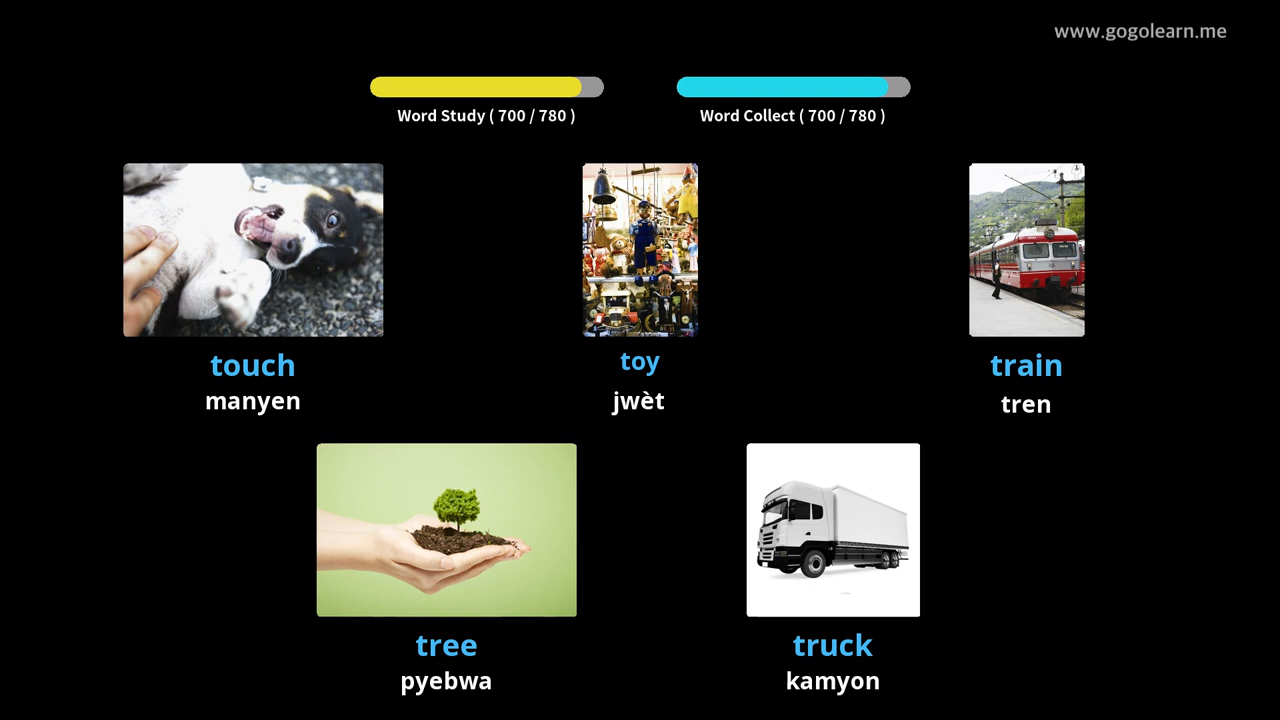 www.gogolearn.me
Word Study ( 700 / 780 )
Word Collect ( 700 / 780 )
touch
manyen
toy
jwèt
train
tren
tree
pyebwa
truck
kamyon